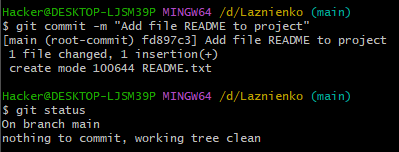 Hacker@DESKTOP-LJSM39P MINGW64 /d/Laznienko (main)
$ git commit -m "Add file README to project"
[main (root-commit) fd897c3] Add file README to project
 1 file changed, 1 insertion(+)
 create mode 100644 README.txt

Hacker@DESKTOP-LJSM39P MINGW64 /d/Laznienko (main)
$ git status
On branch main
nothing to commit, working tree clean